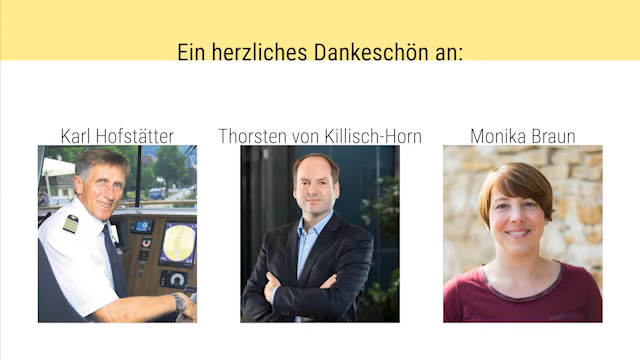 Ein herzliches Dankeschön an:
Karl Hofstätter
Thorsten von Killisch-Horn
Monika Braun